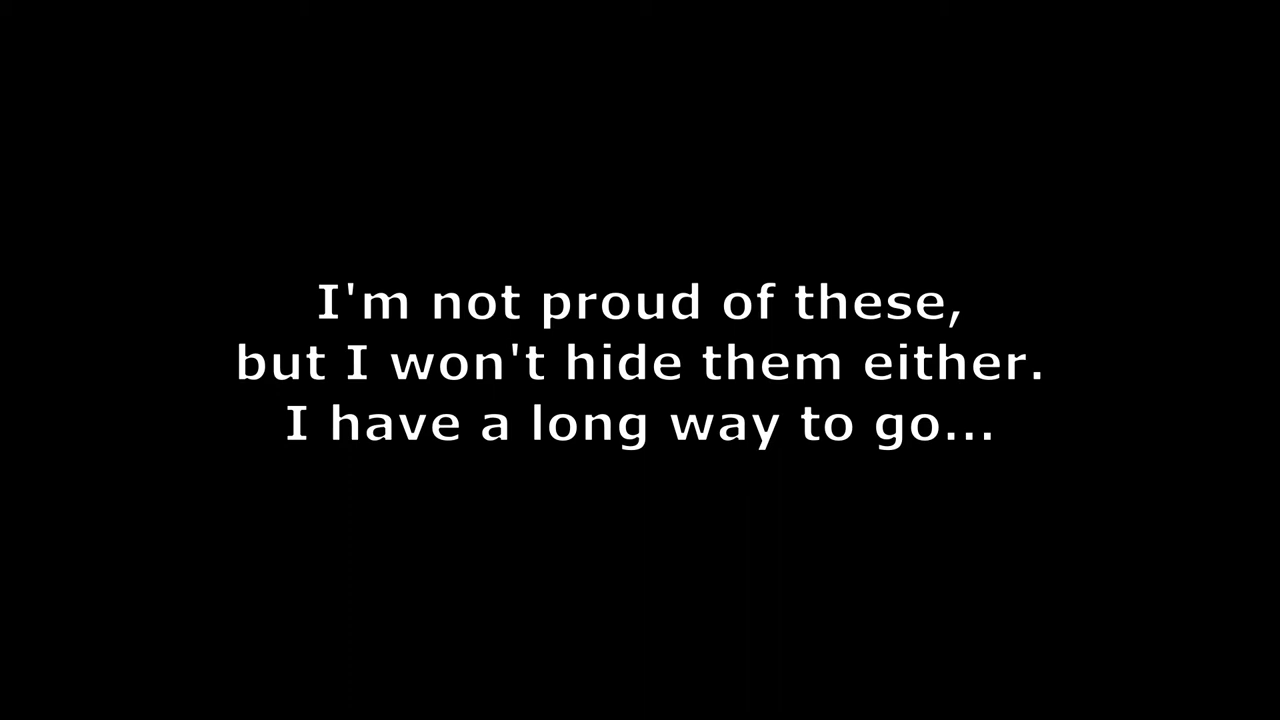 I'm not proud of these,
but I won't hide them either.
I have a long way to go...